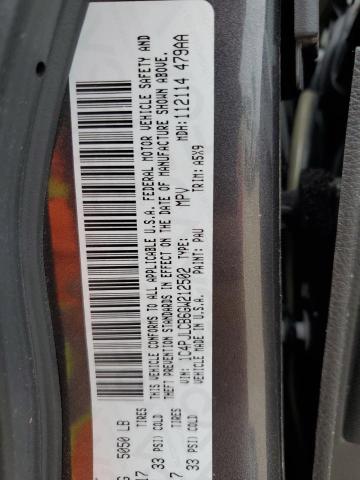 THIS VEHICLE CONFORMS TO ALL APPLICABLE U.S.A. FEDERAL MOTOR VEHICLE SAFETY AND
THEFT PREVENTION STANDARDS IN EFFECT ON THE DATE OF MANUFACTURE SHOWN ABOVE.
MDH:112114 479AA
VIN: 1C4PJLCB6GW212502 TYPE: MPV
VEHICLE MADE IN U.S.A. PAINT: PAU TRIM: A5X9
G 5050 LB
17 TIRES
33 PSI) COLD
7 TIRES
33 PSI) COLD